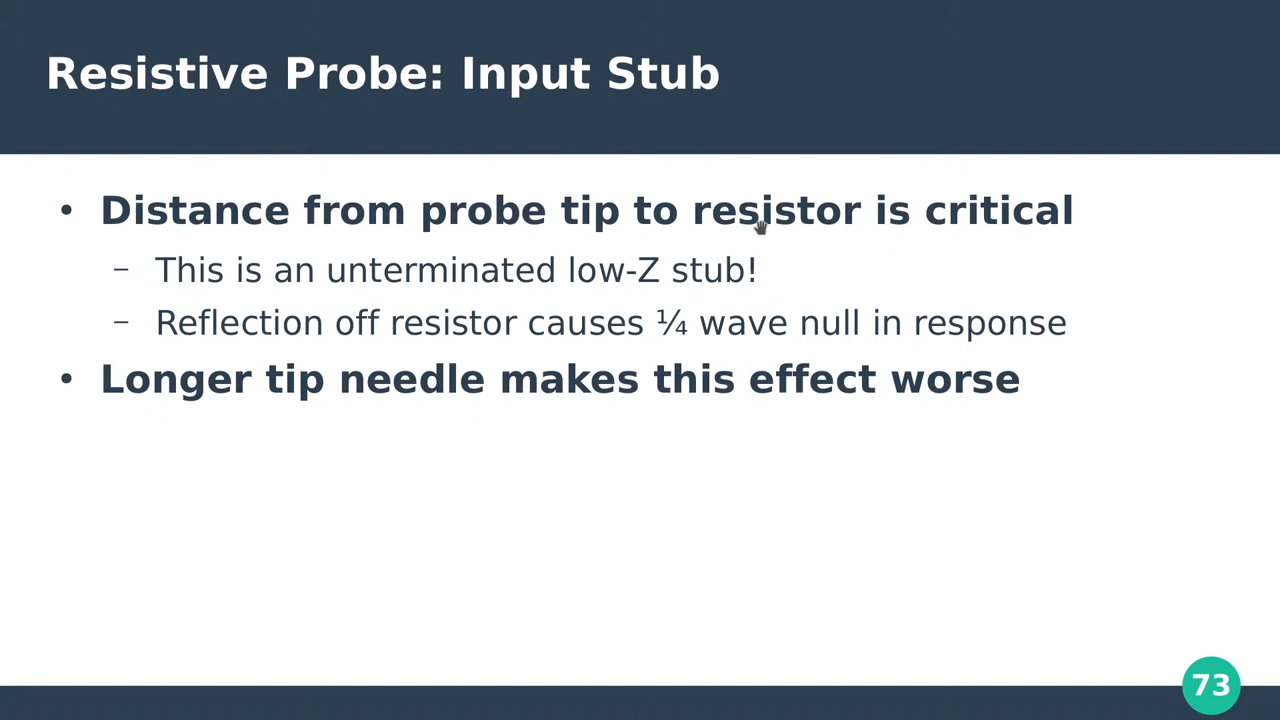 Resistive Probe: Input Stub
• Distance from probe tip to resistor is critical
– This is an unterminated low-Z stub!
– Reflection off resistor causes ¼ wave null in response
• Longer tip needle makes this effect worse
73